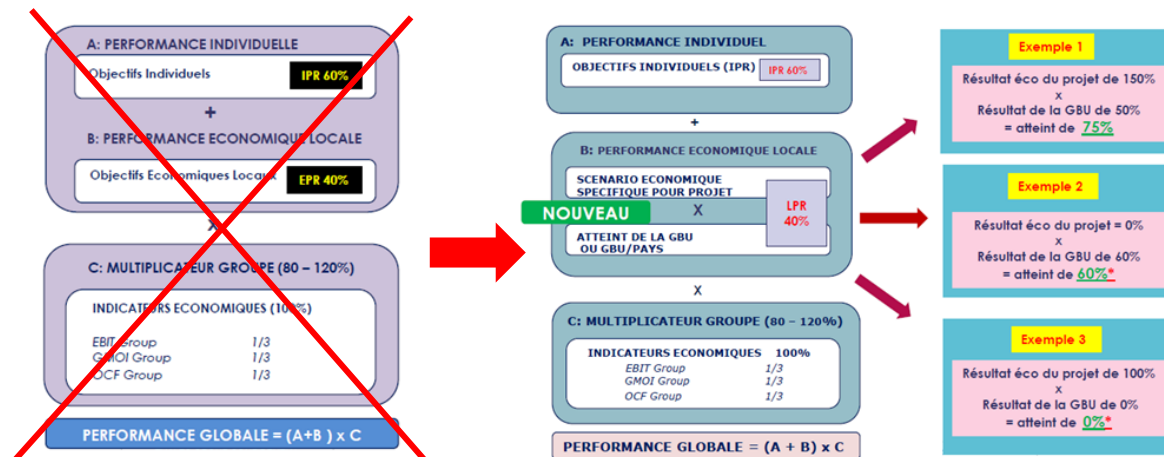 A: PERFORMANCE INDIVIDUELLE
Objectifs Individuels
IPR 60%
+
B: PERFORMANCE ECONOMIQUE LOCALE
Objectifs Economiques Locaux
EPR 40%
X
C: MULTIPLICATEUR GROUPE (80 – 120%)
INDICATEURS ECONOMIQUES (100%)
EBIT Group 1/3
GMOI Group 1/3
OCF Group 1/3
PERFORMANCE GLOBALE = (A+B ) x C
A: PERFORMANCE INDIVIDUEL
OBJECTIFS INDIVIDUELS (IPR)
IPR 60%
+
B: PERFORMANCE ECONOMIQUE LOCALE
SCENARIO ECONOMIQUE
SPECIFIQUE POUR PROJET
NOUVEAU
X
LPR
40%
ATTEINT DE LA GBU
OU GBU/PAYS
X
C: MULTIPLICATEUR GROUPE (80 – 120%)
INDICATEURS ECONOMIQUES 100%
EBIT Group 1/3
GMOI Group 1/3
OCF Group 1/3
PERFORMANCE GLOBALE = (A + B) x C
Exemple 1
Résultat éco du projet de 150%
x
Résultat de la GBU de 50%
= atteint de 75%
Exemple 2
Résultat éco du projet = 0%
x
Résultat de la GBU de 60%
= atteint de 60%*
Exemple 3
Résultat éco du projet de 100%
x
Résultat de la GBU de 0%
= atteint de 0%*